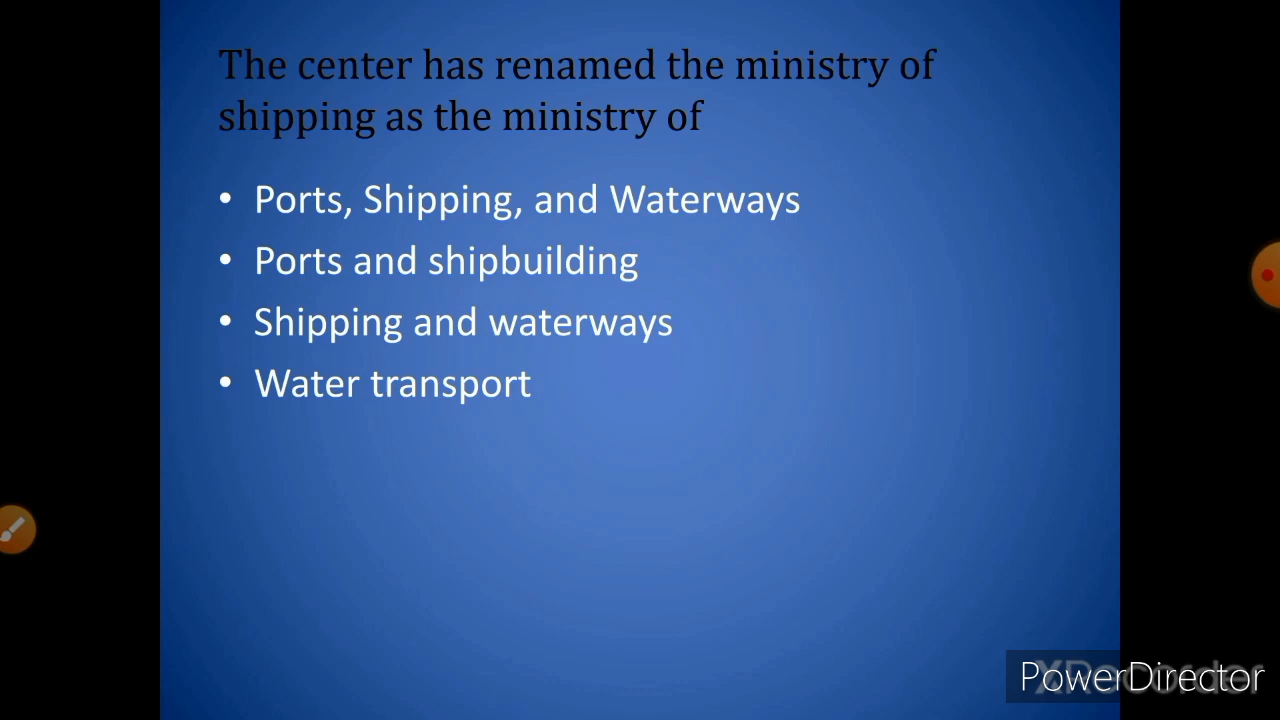 The center has renamed the ministry of
shipping as the ministry of
• Ports, Shipping, and Waterways
• Ports and shipbuilding
• Shipping and waterways
• Water transport
PowerDirector
XRecorder